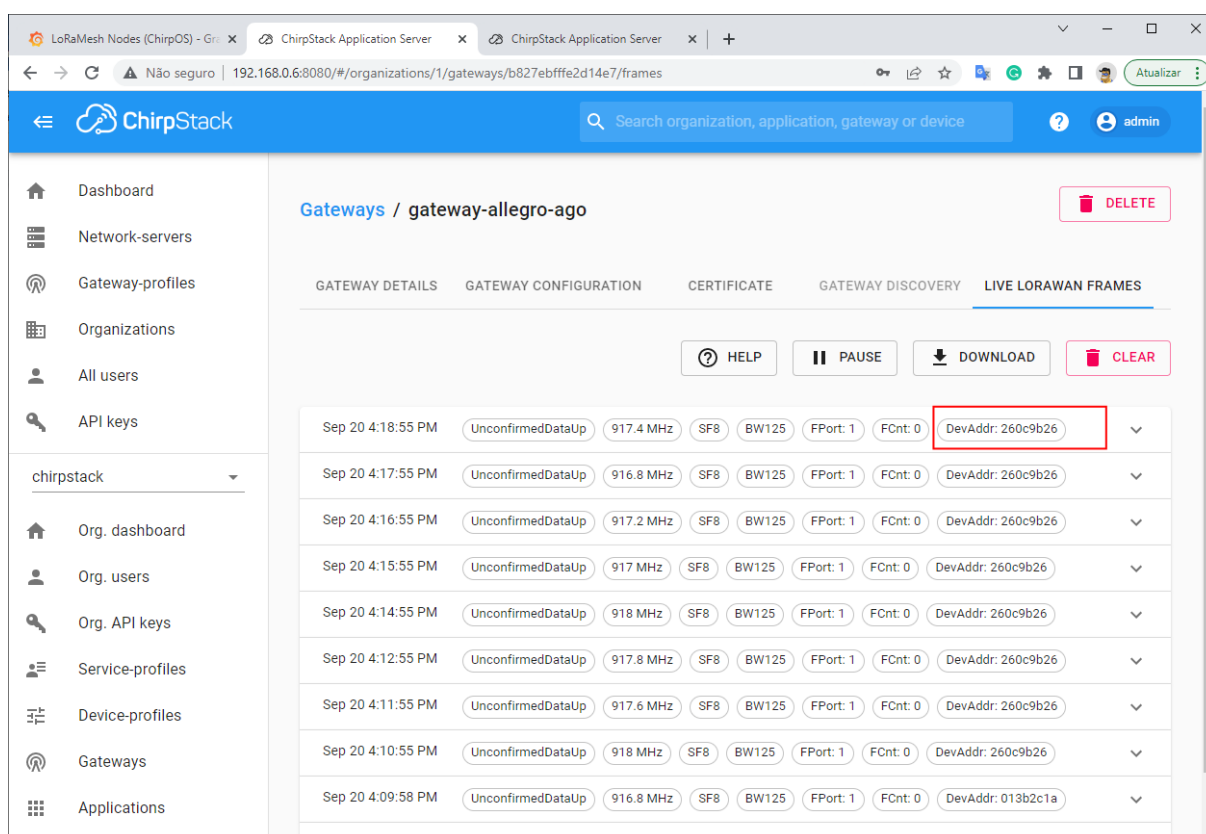 LoRaMesh Nodes (ChirpOS) - Gra
ChirpStack Application Server
ChirpStack Application Server
Não seguro
192.168.0.6:8080/#/organizations/1/gateways/b827ebfffe2d14e7/frames
Atualizar
ChirpStack
Search organization, application, gateway or device
? admin
Dashboard
Network-servers
Gateway-profiles
Organizations
All users
API keys
chirpstack
Org. dashboard
Org. users
Org. API keys
Service-profiles
Device-profiles
Gateways
Applications
Gateways / gateway-allegro-ago
DELETE
GATEWAY DETAILS GATEWAY CONFIGURATION CERTIFICATE GATEWAY DISCOVERY LIVE LORAWAN FRAMES
? HELP PAUSE DOWNLOAD CLEAR
Sep 20 4:18:55 PM UnconfirmedDataUp 917.4 MHz SF8 BW125 FPort: 1 FCnt: 0 DevAddr: 260c9b26
Sep 20 4:17:55 PM UnconfirmedDataUp 916.8 MHz SF8 BW125 FPort: 1 FCnt: 0 DevAddr: 260c9b26
Sep 20 4:16:55 PM UnconfirmedDataUp 917.2 MHz SF8 BW125 FPort: 1 FCnt: 0 DevAddr: 260c9b26
Sep 20 4:15:55 PM UnconfirmedDataUp 917 MHz SF8 BW125 FPort: 1 FCnt: 0 DevAddr: 260c9b26
Sep 20 4:14:55 PM UnconfirmedDataUp 918 MHz SF8 BW125 FPort: 1 FCnt: 0 DevAddr: 260c9b26
Sep 20 4:12:55 PM UnconfirmedDataUp 917.8 MHz SF8 BW125 FPort: 1 FCnt: 0 DevAddr: 260c9b26
Sep 20 4:11:55 PM UnconfirmedDataUp 917.6 MHz SF8 BW125 FPort: 1 FCnt: 0 DevAddr: 260c9b26
Sep 20 4:10:55 PM UnconfirmedDataUp 918 MHz SF8 BW125 FPort: 1 FCnt: 0 DevAddr: 260c9b26
Sep 20 4:09:58 PM UnconfirmedDataUp 916.8 MHz SF8 BW125 FPort: 1 FCnt: 0 DevAddr: 013b2c1a